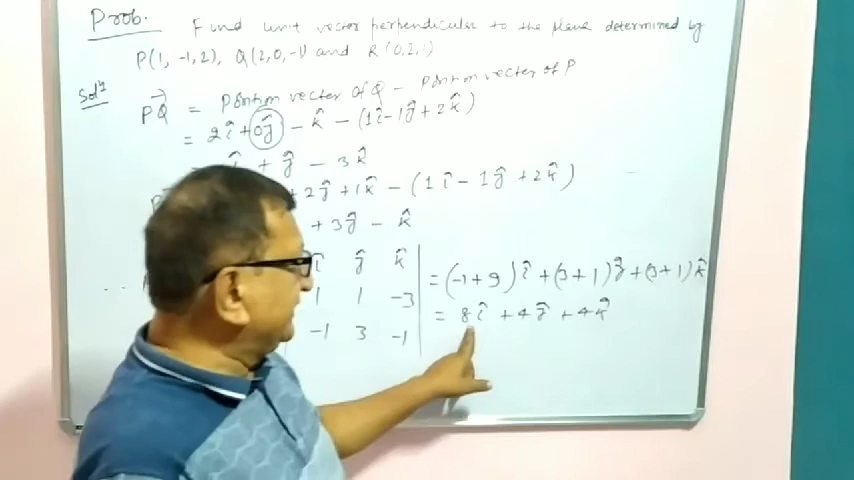 Prob. Find unit vector perpendicular to the plane determined by
P(1, -1, 2), Q(2, 0, -1) and R(0, 2, 1)
Solⁿ
PQ⃗ = Position vector of Q - Position vector of P
= 2î + 0ĵ - k̂ - (1î - 1ĵ + 2k̂)
î + ĵ - 3k̂
+ 2ĵ + 1k̂ - (1î - 1ĵ + 2k̂)
+ 3ĵ - k̂
î ĵ k̂
1 1 -3
-1 3 -1
= (-1+9)î + (3+1)ĵ + (3+1)k̂
= 8î + 4ĵ + 4k̂